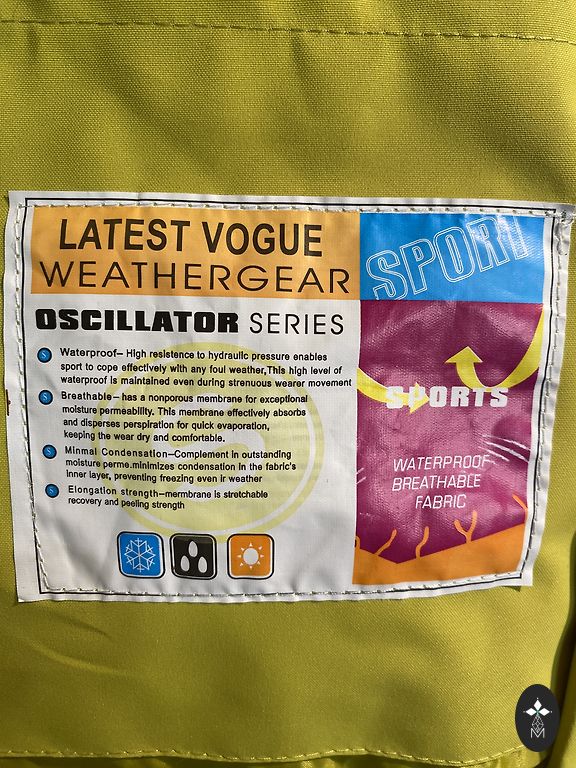 LATEST VOGUE
WEATHERGEAR
SPORT
OSCILLATOR SERIES
Waterproof– High resistence to hydraulic pressure enables
sport to cope effectively with any foul weather,This high level of
waterproof is maintained even during strenuous wearer movement
Breathable– has a nonporous membrane for exceptional
moisture permeability. This membrane effectively absorbs
and disperses perspiration for quick evaporation,
keeping the wear dry and comfortable.
Minmal Condensation–Complement in outstanding
moisture perme.minimizes condensation in the fabric's
inner layer, preventing freezing even ir weather
Elongation strength–mermbrane is stretchable
recovery and peeling strength
SPORTS
WATERPROOF
BREATHABLE
FABRIC
M